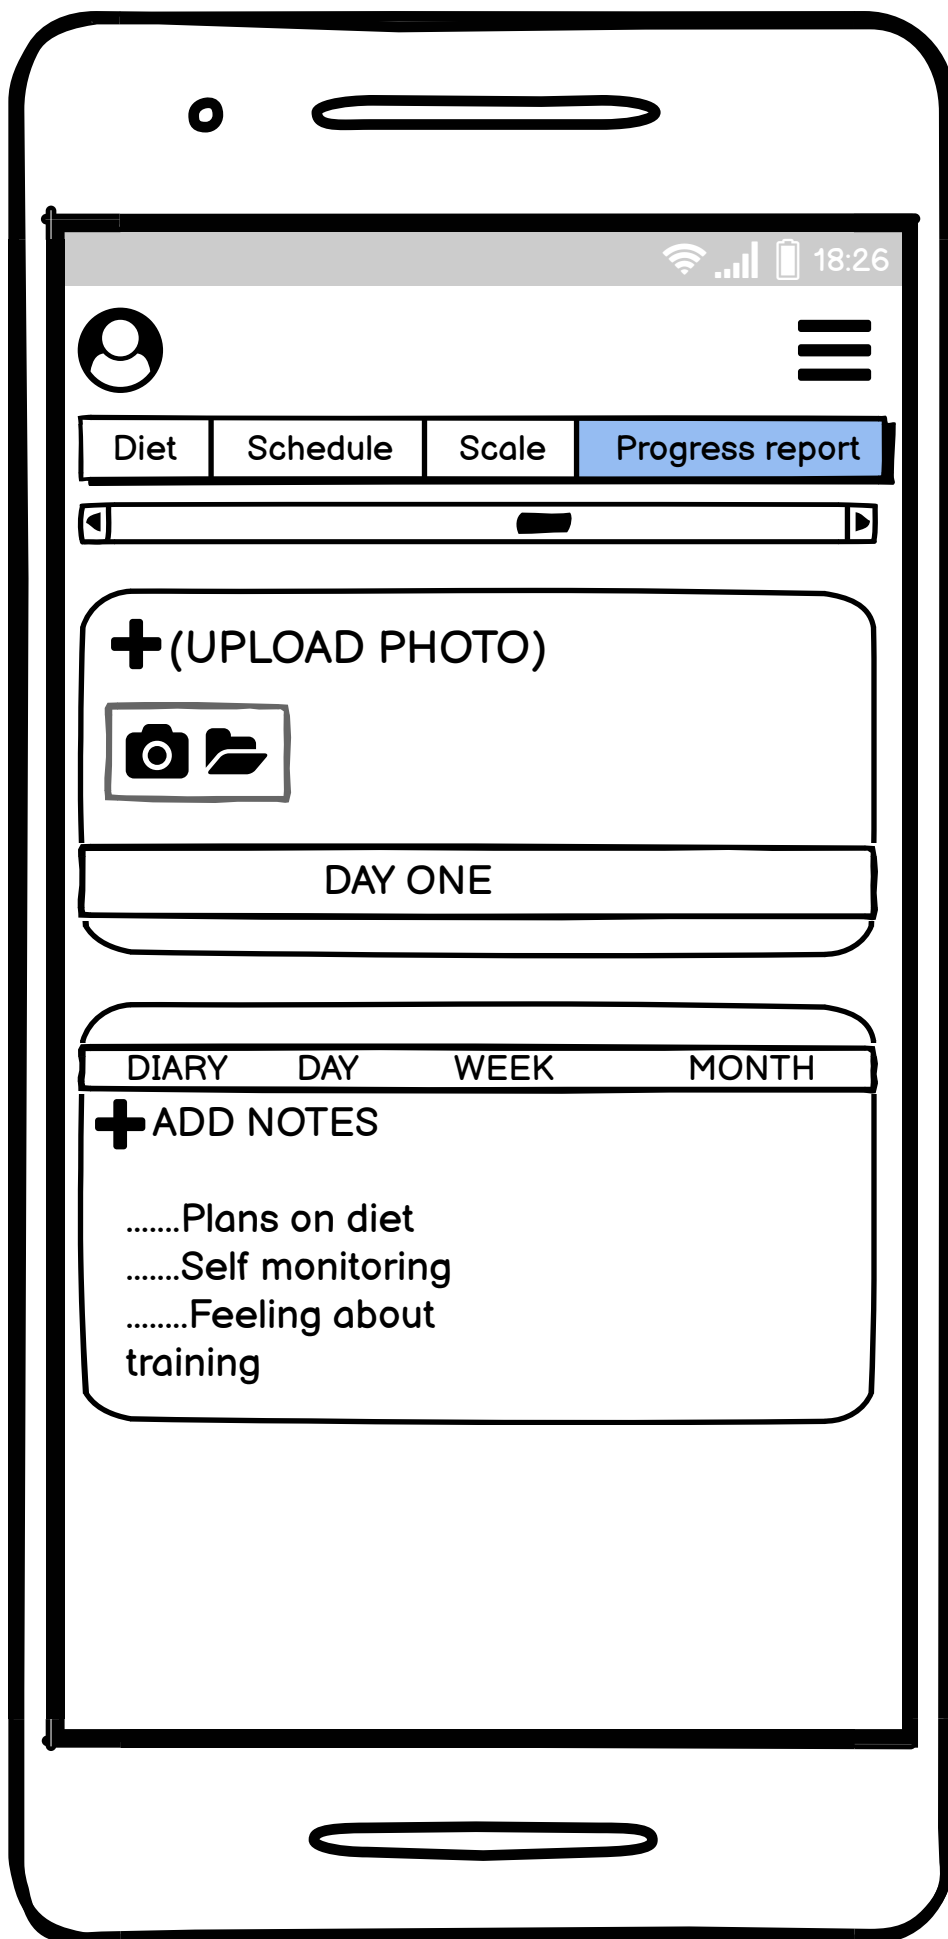 18:26
Diet Schedule Scale Progress report
(UPLOAD PHOTO)
DAY ONE
DIARY DAY WEEK MONTH
ADD NOTES
.......Plans on diet
.......Self monitoring
........Feeling about
training